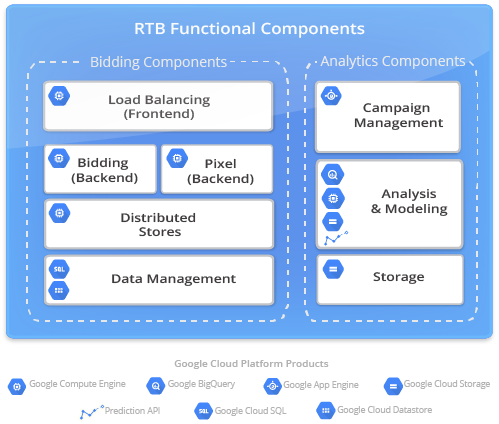 RTB Functional Components
Bidding Components
Analytics Components
Load Balancing
(Frontend)
Bidding
(Backend)
Pixel
(Backend)
Distributed
Stores
SQL
Data Management
Campaign
Management
Analysis
& Modeling
Storage
Google Cloud Platform Products
Google Compute Engine
Google BigQuery
Google App Engine
Google Cloud Storage
Prediction API
SQL
Google Cloud SQL
Google Cloud Datastore